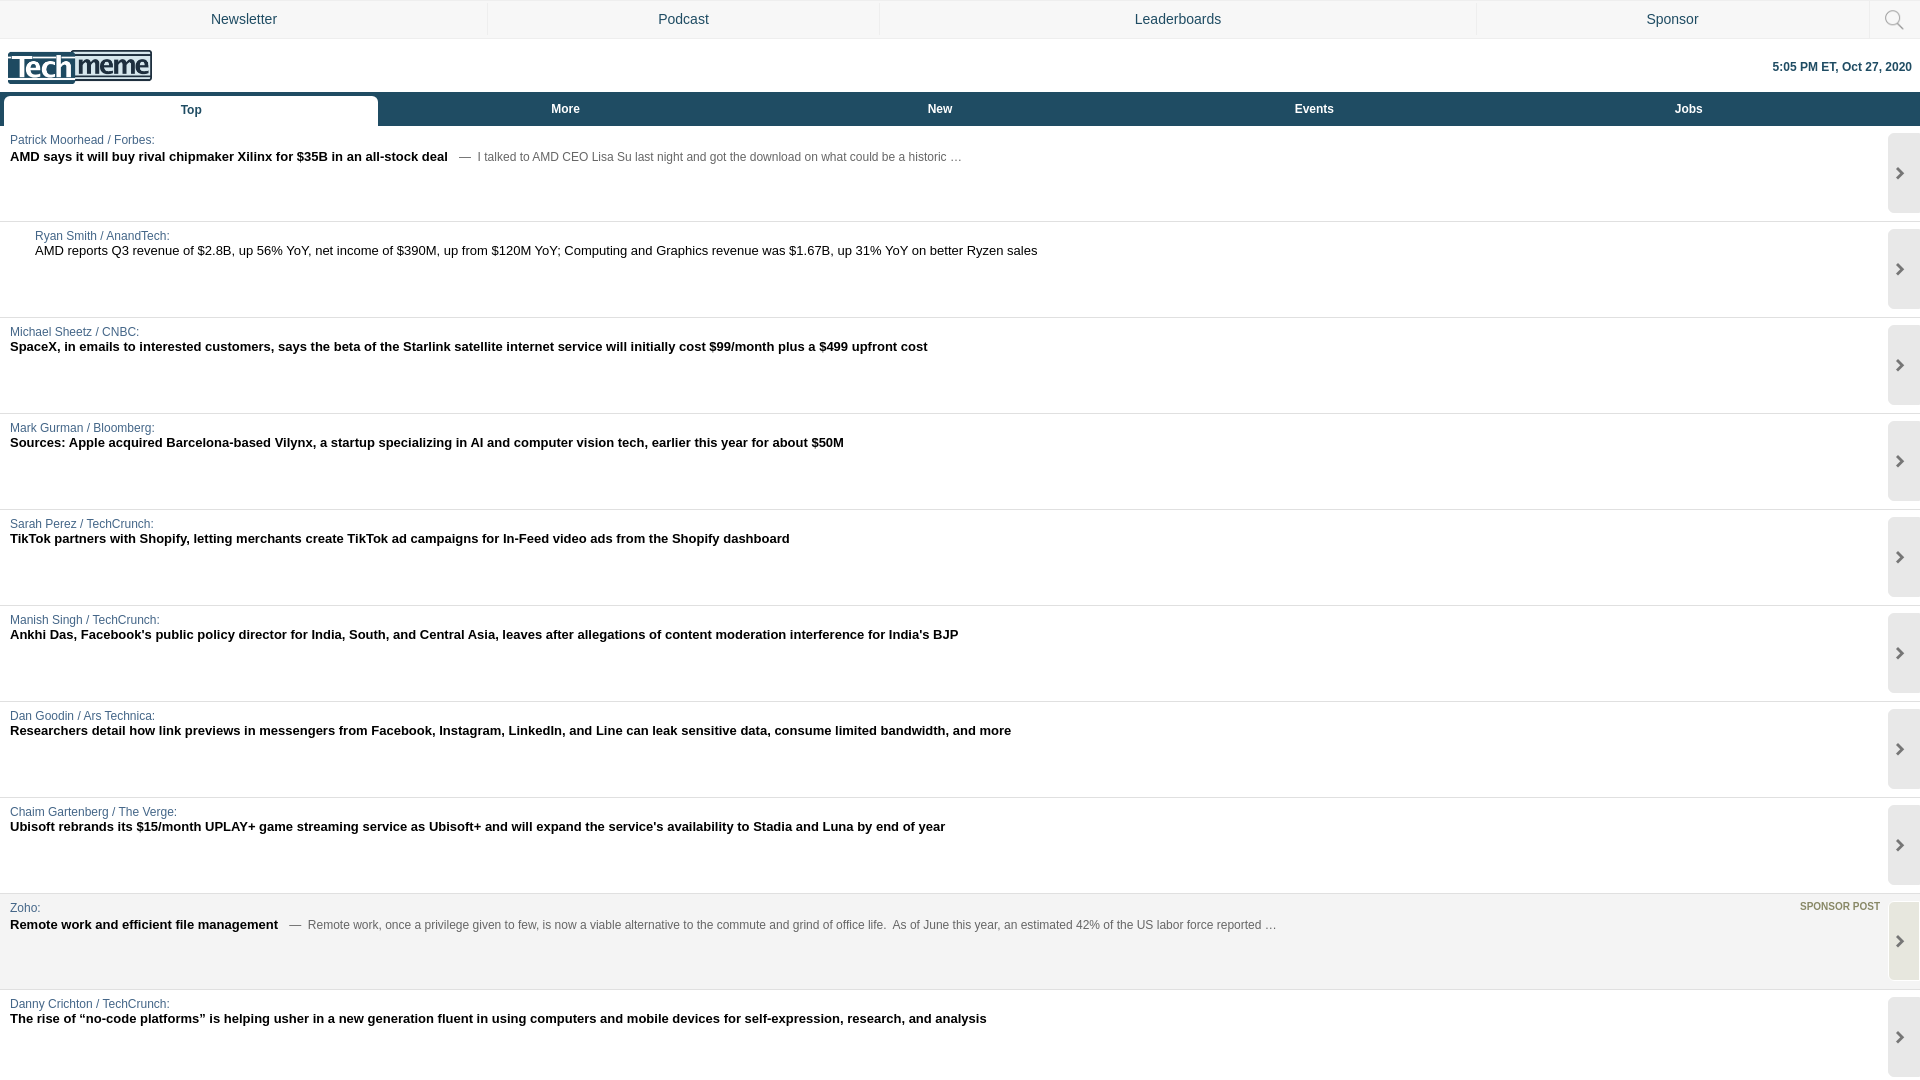 Newsletter
Podcast
Leaderboards
Sponsor
Techmeme
5:05 PM ET, Oct 27, 2020
Top
More
New
Events
Jobs
Patrick Moorhead / Forbes:
AMD says it will buy rival chipmaker Xilinx for $35B in an all-stock deal — I talked to AMD CEO Lisa Su last night and got the download on what could be a historic …
Ryan Smith / AnandTech:
AMD reports Q3 revenue of $2.8B, up 56% YoY, net income of $390M, up from $120M YoY; Computing and Graphics revenue was $1.67B, up 31% YoY on better Ryzen sales
Michael Sheetz / CNBC:
SpaceX, in emails to interested customers, says the beta of the Starlink satellite internet service will initially cost $99/month plus a $499 upfront cost
Mark Gurman / Bloomberg:
Sources: Apple acquired Barcelona-based Vilynx, a startup specializing in AI and computer vision tech, earlier this year for about $50M
Sarah Perez / TechCrunch:
TikTok partners with Shopify, letting merchants create TikTok ad campaigns for In-Feed video ads from the Shopify dashboard
Manish Singh / TechCrunch:
Ankhi Das, Facebook's public policy director for India, South, and Central Asia, leaves after allegations of content moderation interference for India's BJP
Dan Goodin / Ars Technica:
Researchers detail how link previews in messengers from Facebook, Instagram, LinkedIn, and Line can leak sensitive data, consume limited bandwidth, and more
Chaim Gartenberg / The Verge:
Ubisoft rebrands its $15/month UPLAY+ game streaming service as Ubisoft+ and will expand the service's availability to Stadia and Luna by end of year
Zoho:
SPONSOR POST
Remote work and efficient file management — Remote work, once a privilege given to few, is now a viable alternative to the commute and grind of office life. As of June this year, an estimated 42% of the US labor force reported …
Danny Crichton / TechCrunch:
The rise of “no-code platforms” is helping usher in a new generation fluent in using computers and mobile devices for self-expression, research, and analysis